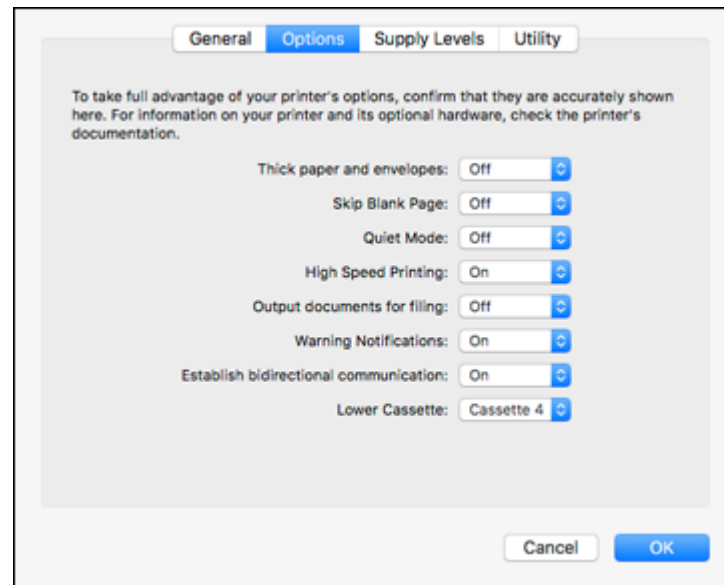 General Options Supply Levels Utility
To take full advantage of your printer's options, confirm that they are accurately shown
here. For information on your printer and its optional hardware, check the printer's
documentation.
Thick paper and envelopes: Off
Skip Blank Page: Off
Quiet Mode: Off
High Speed Printing: On
Output documents for filing: Off
Warning Notifications: On
Establish bidirectional communication: On
Lower Cassette: Cassette 4
Cancel OK